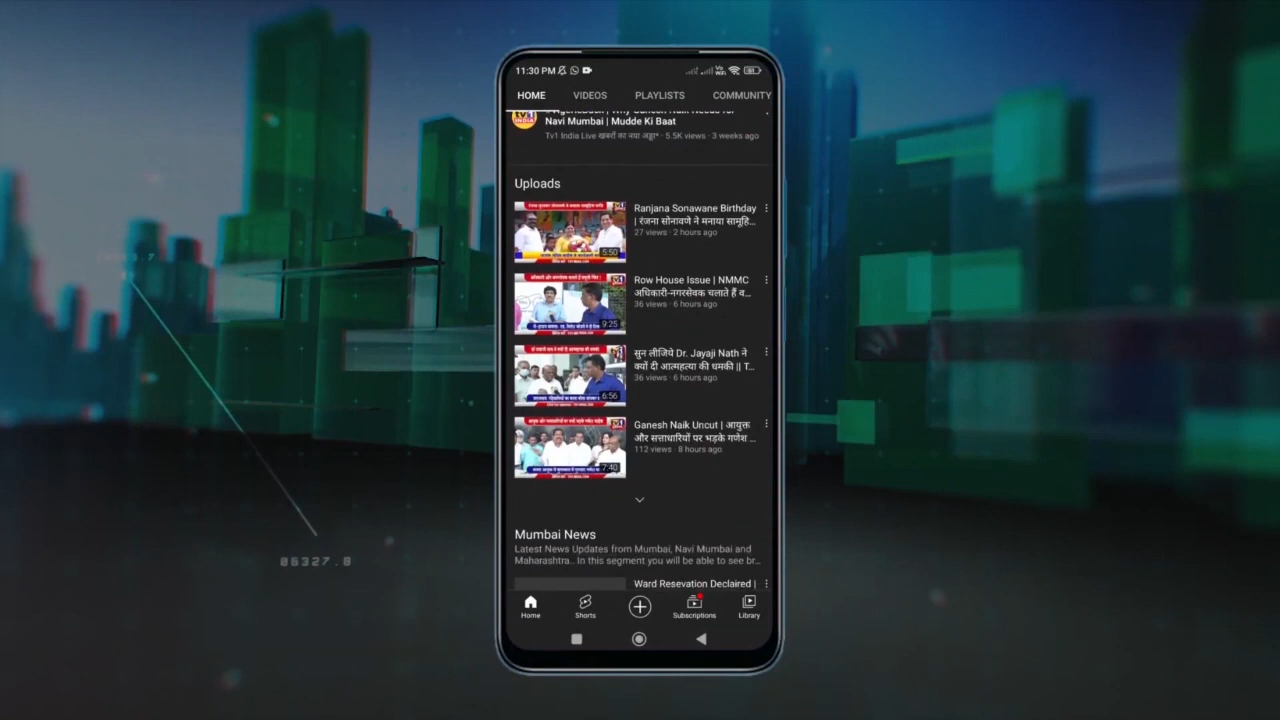 11:30 PM
HOME VIDEOS PLAYLISTS COMMUNITY
Navi Mumbai | Mudde Ki Baat
Tv1 India Live खबरों का नया अड्डा* · 5.5K views · 3 weeks ago
Uploads
Ranjana Sonawane Birthday
| रंजना सोनावणे ने मनाया सामूहि...
27 views · 2 hours ago
5:50
Row House Issue | NMMC
अधिकारी-नगरसेवक चलाते हैं व...
36 views · 6 hours ago
9:25
सुन लीजिये Dr. Jayaji Nath ने
क्यों दी आत्महत्या की धमकी || T...
36 views · 6 hours ago
6:56
Ganesh Naik Uncut | आयुक्त
और सत्ताधारियों पर भड़के गणेश ...
112 views · 8 hours ago
7:40
Mumbai News
Latest News Updates from Mumbai, Navi Mumbai and
Maharashtra.. In this segment you will be able to see br...
Ward Resevation Declaired |
Home Shorts Subscriptions Library
06327.8